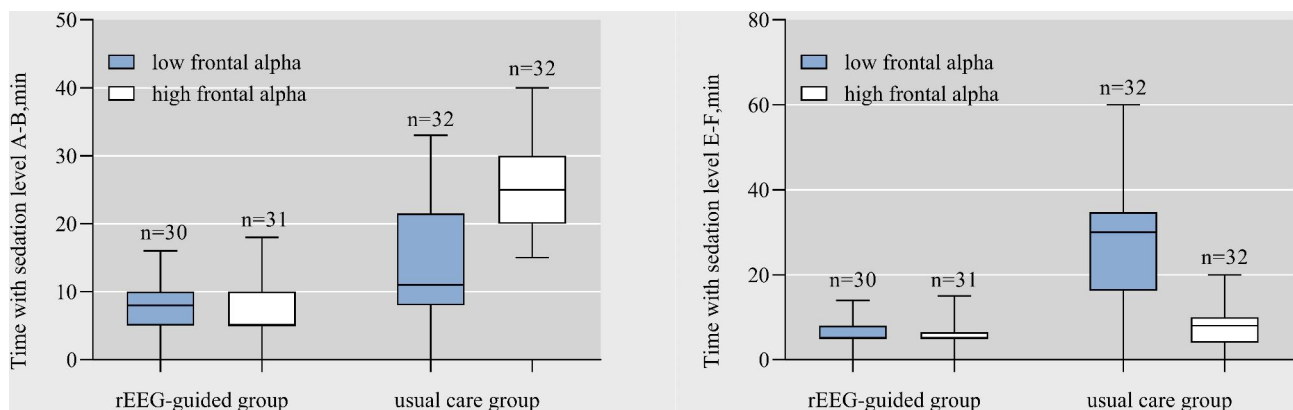 Time with sedation level A-B,min
50
40
30
20
10
0
low frontal alpha
high frontal alpha
n=30
n=31
n=32
n=32
rEEG-guided group
usual care group
Time with sedation level E-F,min
80
60
40
20
0
low frontal alpha
high frontal alpha
n=30
n=31
n=32
n=32
rEEG-guided group
usual care group